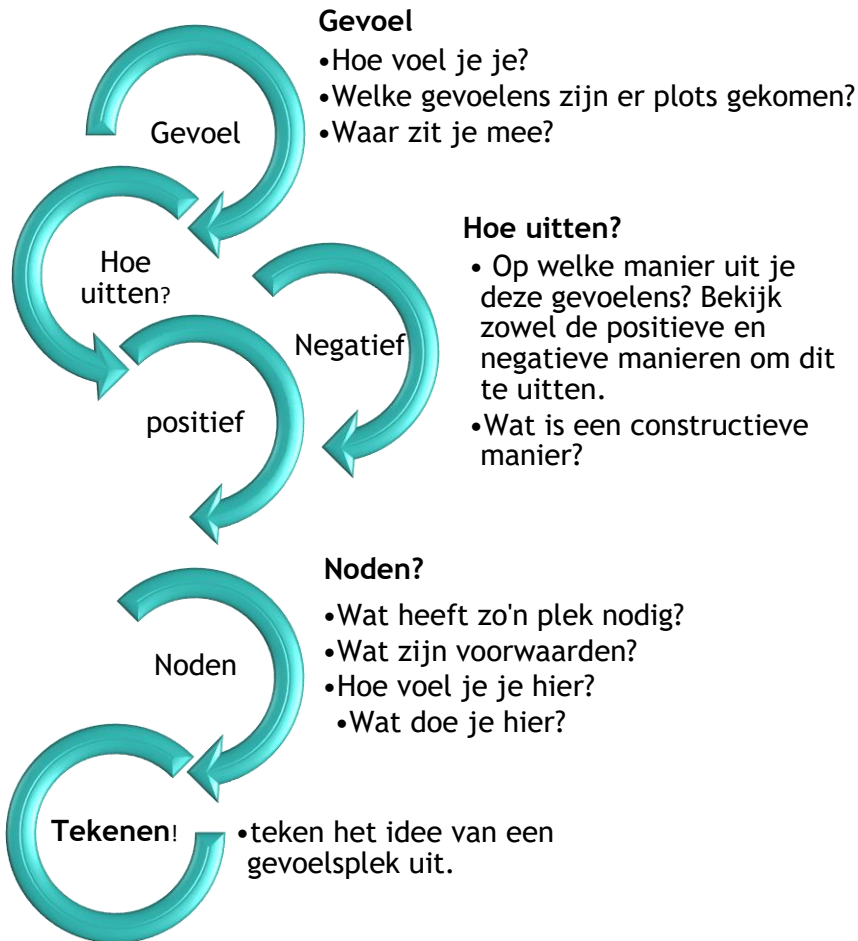 Gevoel
•Hoe voel je je?
•Welke gevoelens zijn er plots gekomen?
•Waar zit je mee?
Gevoel
Hoe
uitten?
Hoe uitten?
• Op welke manier uit je
deze gevoelens? Bekijk
zowel de positieve en
negatieve manieren om dit
te uitten.
•Wat is een constructieve
manier?
Negatief
positief
Noden?
•Wat heeft zo'n plek nodig?
•Wat zijn voorwaarden?
•Hoe voel je je hier?
•Wat doe je hier?
Noden
Tekenen!
•teken het idee van een
gevoelsplek uit.